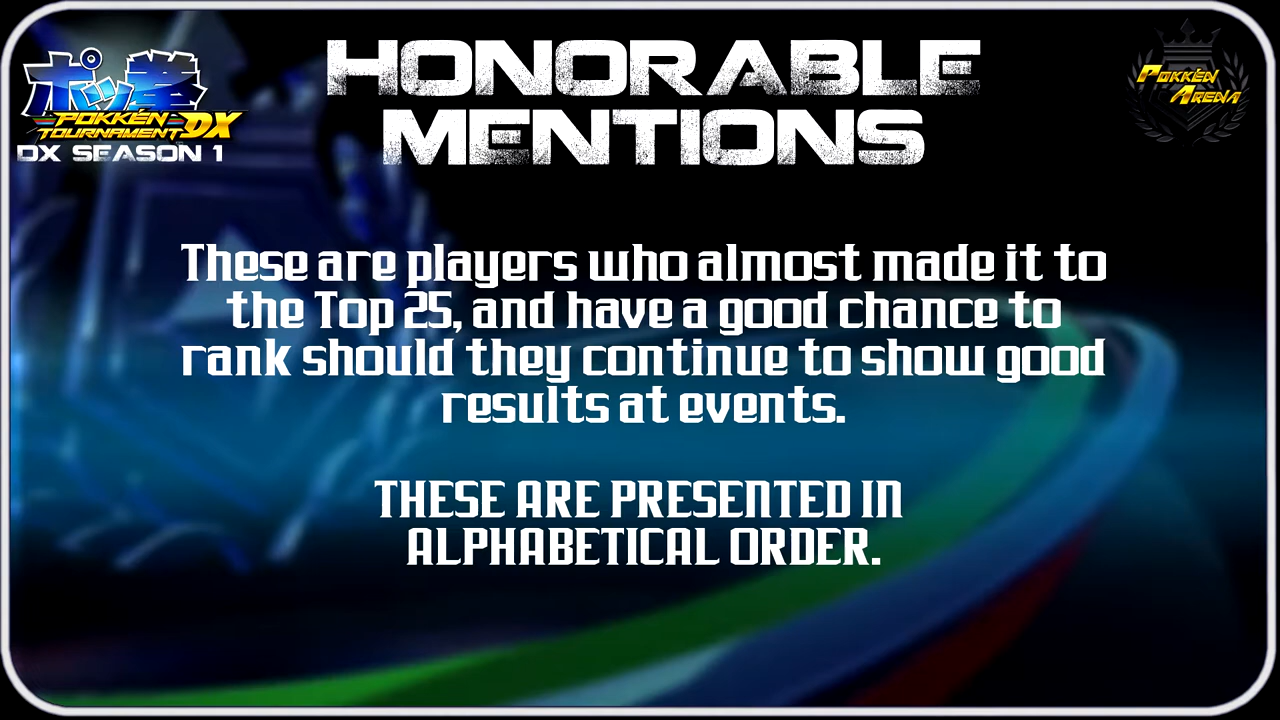 HONORABLE
MENTIONS
ポッ拳
POKKÉN
TOURNAMENT DX
DX SEASON 1
POKKÉN
ARENA
These are players who almost made it to
the Top 25, and have a good chance to
rank should they continue to show good
results at events.
THESE ARE PRESENTED IN
ALPHABETICAL ORDER.